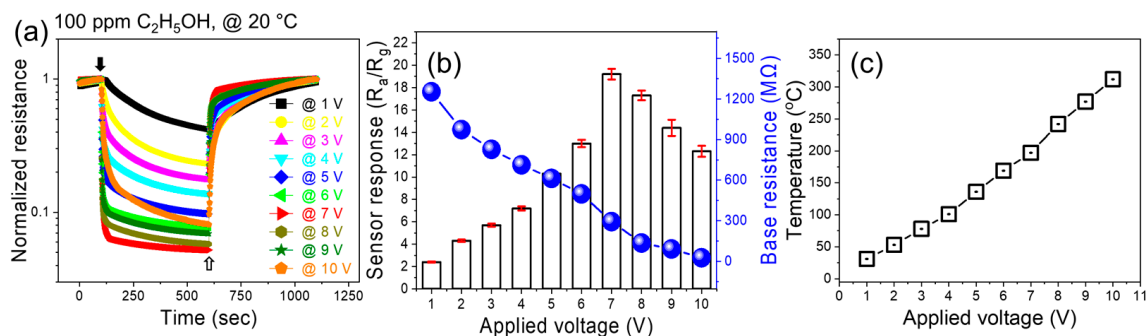 100 ppm C₂H₅OH, @ 20 °C
(a)
Normalized resistance
1
0.1
@ 1 V
@ 2 V
@ 3 V
@ 4 V
@ 5 V
@ 6 V
@ 7 V
@ 8 V
@ 9 V
@ 10 V
0 250 500 750 1000 1250
Time (sec)
(b)
Sensor response (Rₐ/R_g)
22
20
18
16
14
12
10
8
6
4
2
0
1 2 3 4 5 6 7 8 9 10
Applied voltage (V)
1500
1200
900
600
300
0
Base resistance (MΩ)
(c)
Temperature (°C)
350
300
250
200
150
100
50
0
0 1 2 3 4 5 6 7 8 9 10 11
Applied voltage (V)